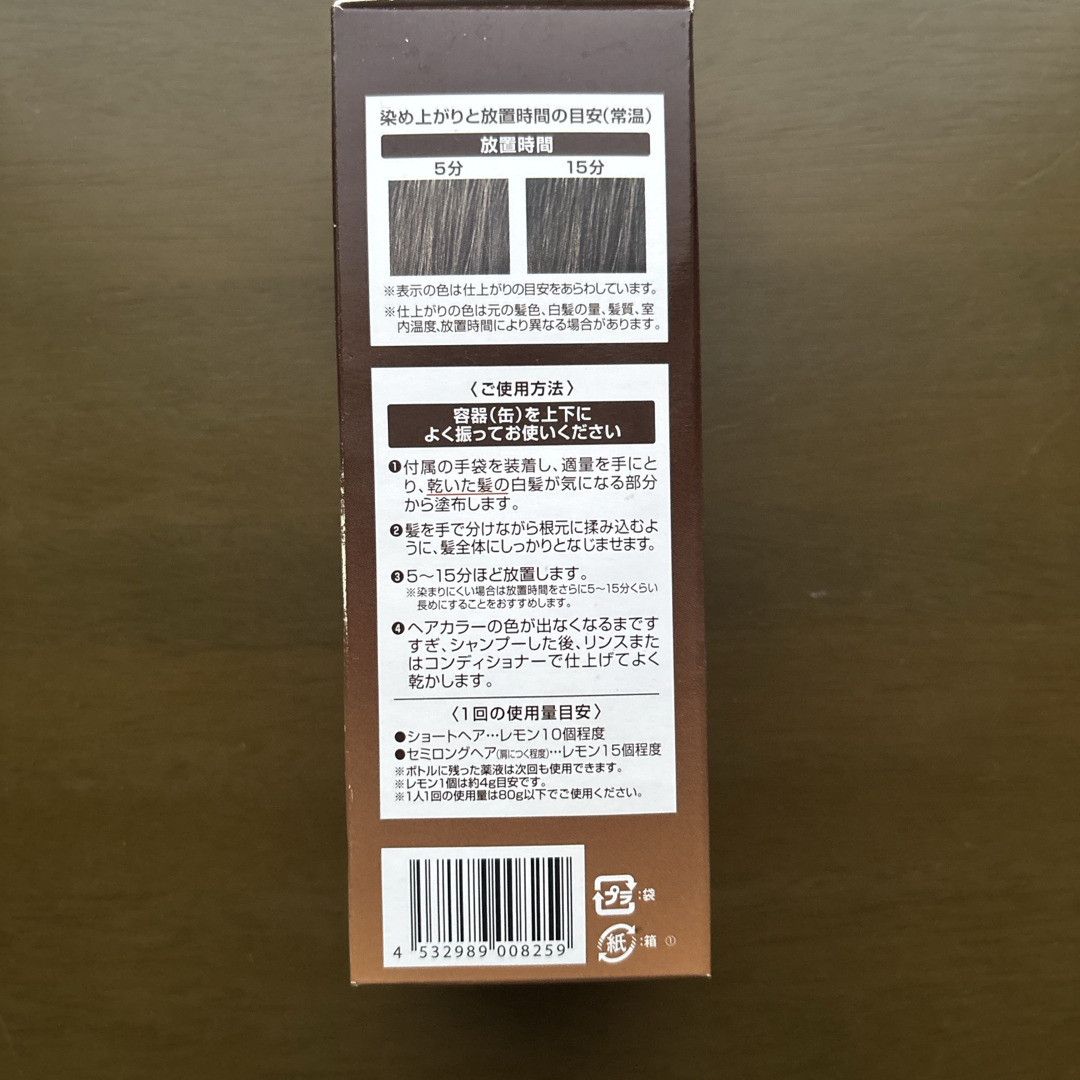 染め上がりと放置時間の目安(常温)
放置時間
5分 15分
※表示の色は仕上がりの目安をあらわしています。
※仕上がりの色は元の髪色、白髪の量、髪質、室
内温度、放置時間により異なる場合があります。
〈ご使用方法〉
容器(缶)を上下に
よく振ってお使いください
❶付属の手袋を装着し、適量を手にと
り、乾いた髪の白髪が気になる部分
から塗布します。
❷髪を手で分けながら根元に揉み込むよ
うに、髪全体にしっかりとなじませます。
❸5〜15分ほど放置します。
※染まりにくい場合は放置時間をさらに5〜15分くらい
長めにすることをおすすめします。
❹ヘアカラーの色が出なくなるまです
すぎ、シャンプーした後、リンスまた
はコンディショナーで仕上げてよく
乾かします。
〈1回の使用量目安〉
●ショートヘア…レモン10個程度
●セミロングヘア(肩につく程度)…レモン15個程度
※ボトルに残った薬液は次回も使用できます。
※レモン1個は約4g目安です。
※1人1回の使用量は80g以下でご使用ください。
4 532989 008259
プラ:袋
紙:箱 ①